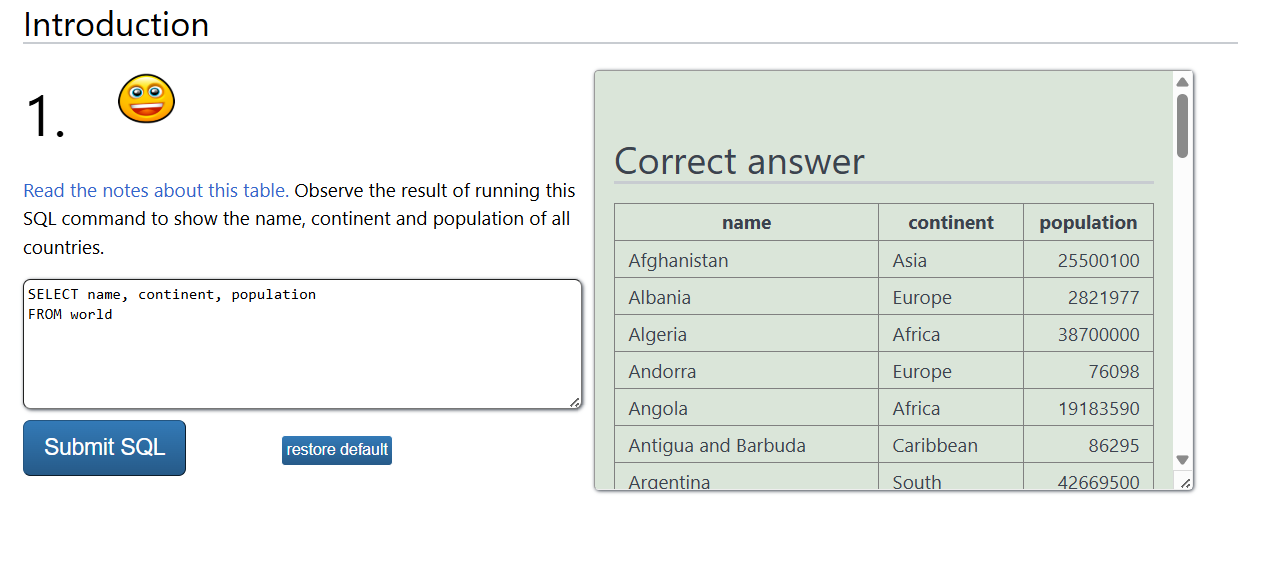 Introduction
1.
Read the notes about this table. Observe the result of running this
SQL command to show the name, continent and population of all
countries.
SELECT name, continent, population
FROM world
Submit SQL
restore default
Correct answer
name continent population
Afghanistan Asia 25500100
Albania Europe 2821977
Algeria Africa 38700000
Andorra Europe 76098
Angola Africa 19183590
Antigua and Barbuda Caribbean 86295
Argentina South 42669500